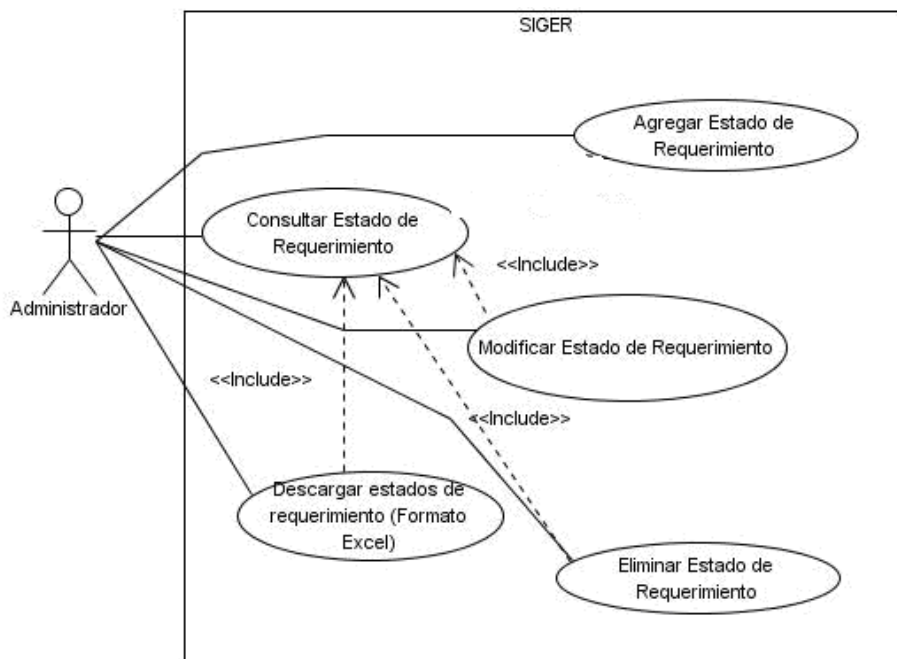 SIGER
Agregar Estado de
Requerimiento
Consultar Estado de
Requerimiento
<<Include>>
Administrador
Modificar Estado de Requerimiento
<<Include>>
<<Include>>
Descargar estados de
requerimiento (Formato
Excel)
Eliminar Estado de
Requerimiento